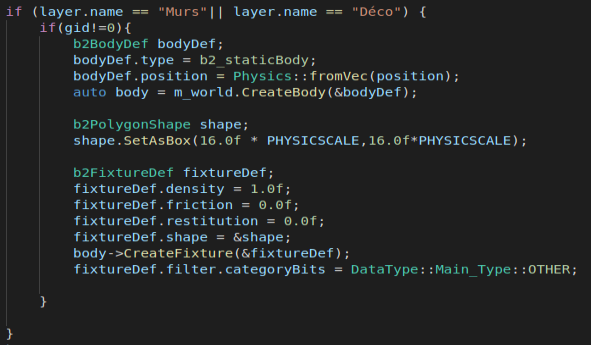 if (layer.name == "Murs"|| layer.name == "Déco") {
if(gid!=0){
b2BodyDef bodyDef;
bodyDef.type = b2_staticBody;
bodyDef.position = Physics::fromVec(position);
auto body = m_world.CreateBody(&bodyDef);
b2PolygonShape shape;
shape.SetAsBox(16.0f * PHYSICSCALE,16.0f*PHYSICSCALE);
b2FixtureDef fixtureDef;
fixtureDef.density = 1.0f;
fixtureDef.friction = 0.0f;
fixtureDef.restitution = 0.0f;
fixtureDef.shape = &shape;
body->CreateFixture(&fixtureDef);
fixtureDef.filter.categoryBits = DataType::Main_Type::OTHER;
}
}